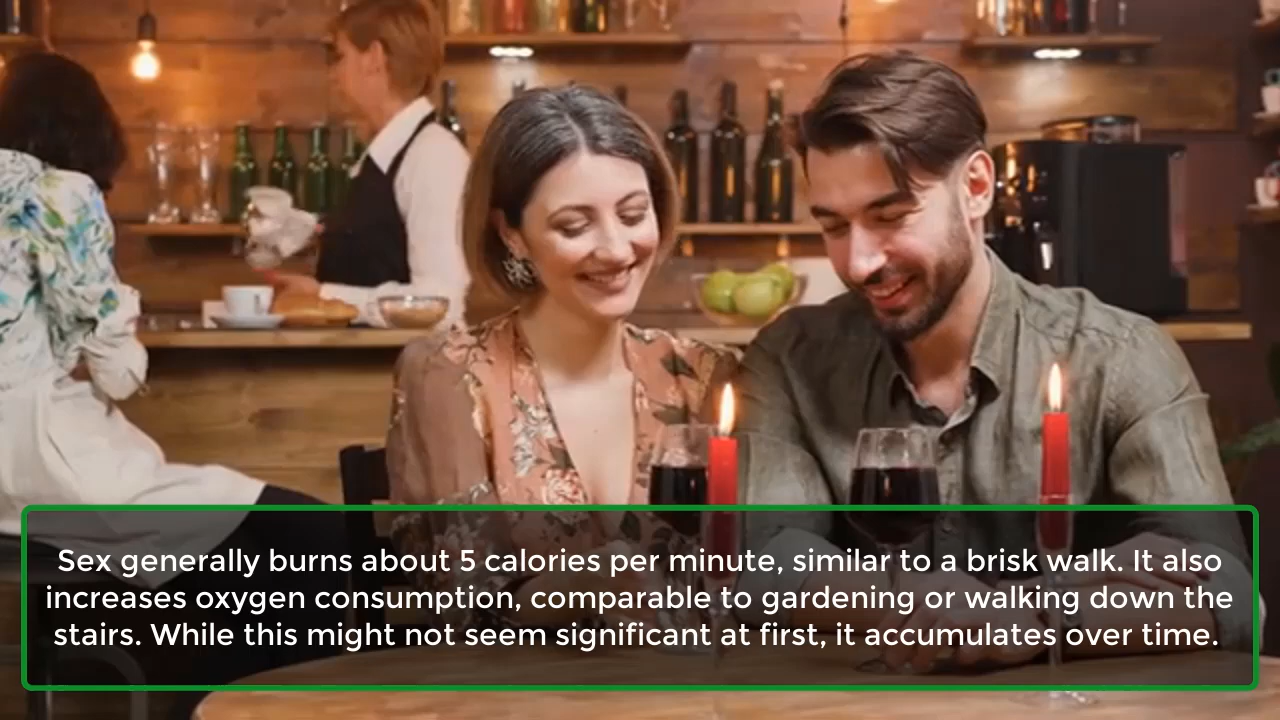 Sex generally burns about 5 calories per minute, similar to a brisk walk. It also
increases oxygen consumption, comparable to gardening or walking down the
stairs. While this might not seem significant at first, it accumulates over time.